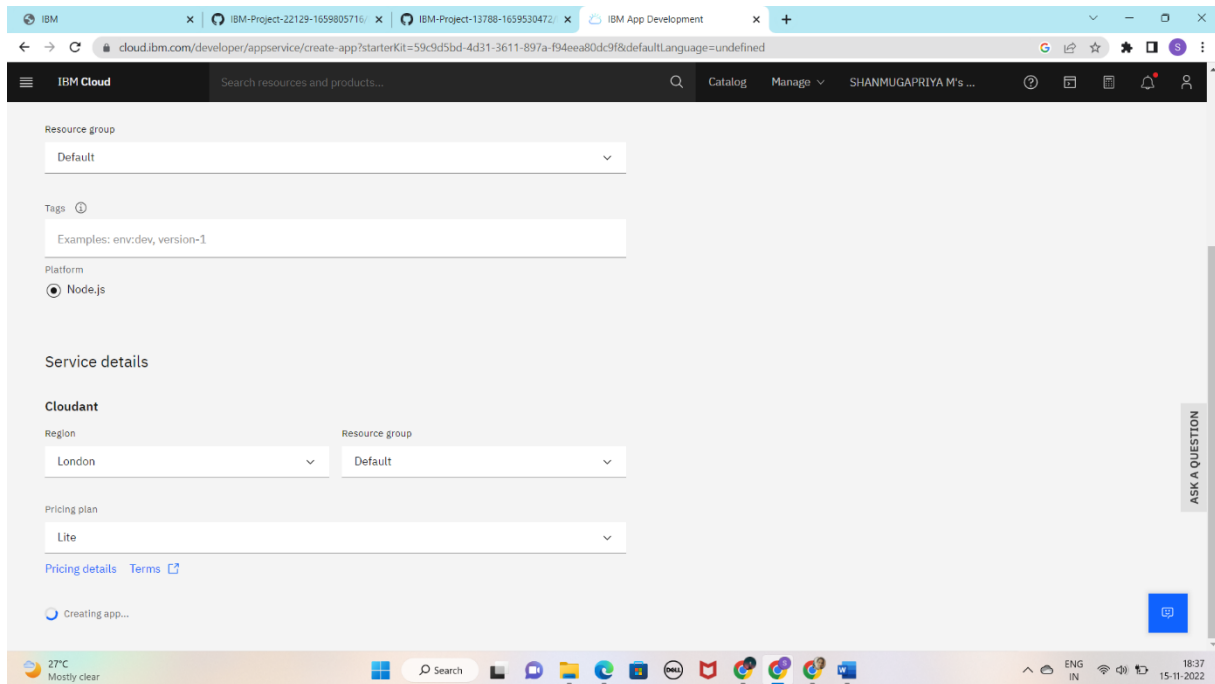 IBM
IBM-Project-22129-1659805716/
IBM-Project-13788-1659530472/
IBM App Development
cloud.ibm.com/developer/appservice/create-app?starterKit=59c9d5bd-4d31-3611-897a-f94eea80dc9f&defaultLanguage=undefined
G
S
IBM Cloud
Search resources and products...
Catalog
Manage
SHANMUGAPRIYA M's ...
Resource group
Default
Tags
Examples: env:dev, version-1
Platform
Node.js
Service details
Cloudant
Region
Resource group
London
Default
Pricing plan
Lite
Pricing details Terms
Creating app...
ASK A QUESTION
27°C
Mostly clear
Search
DELL
W
ENG
IN
18:37
15-11-2022